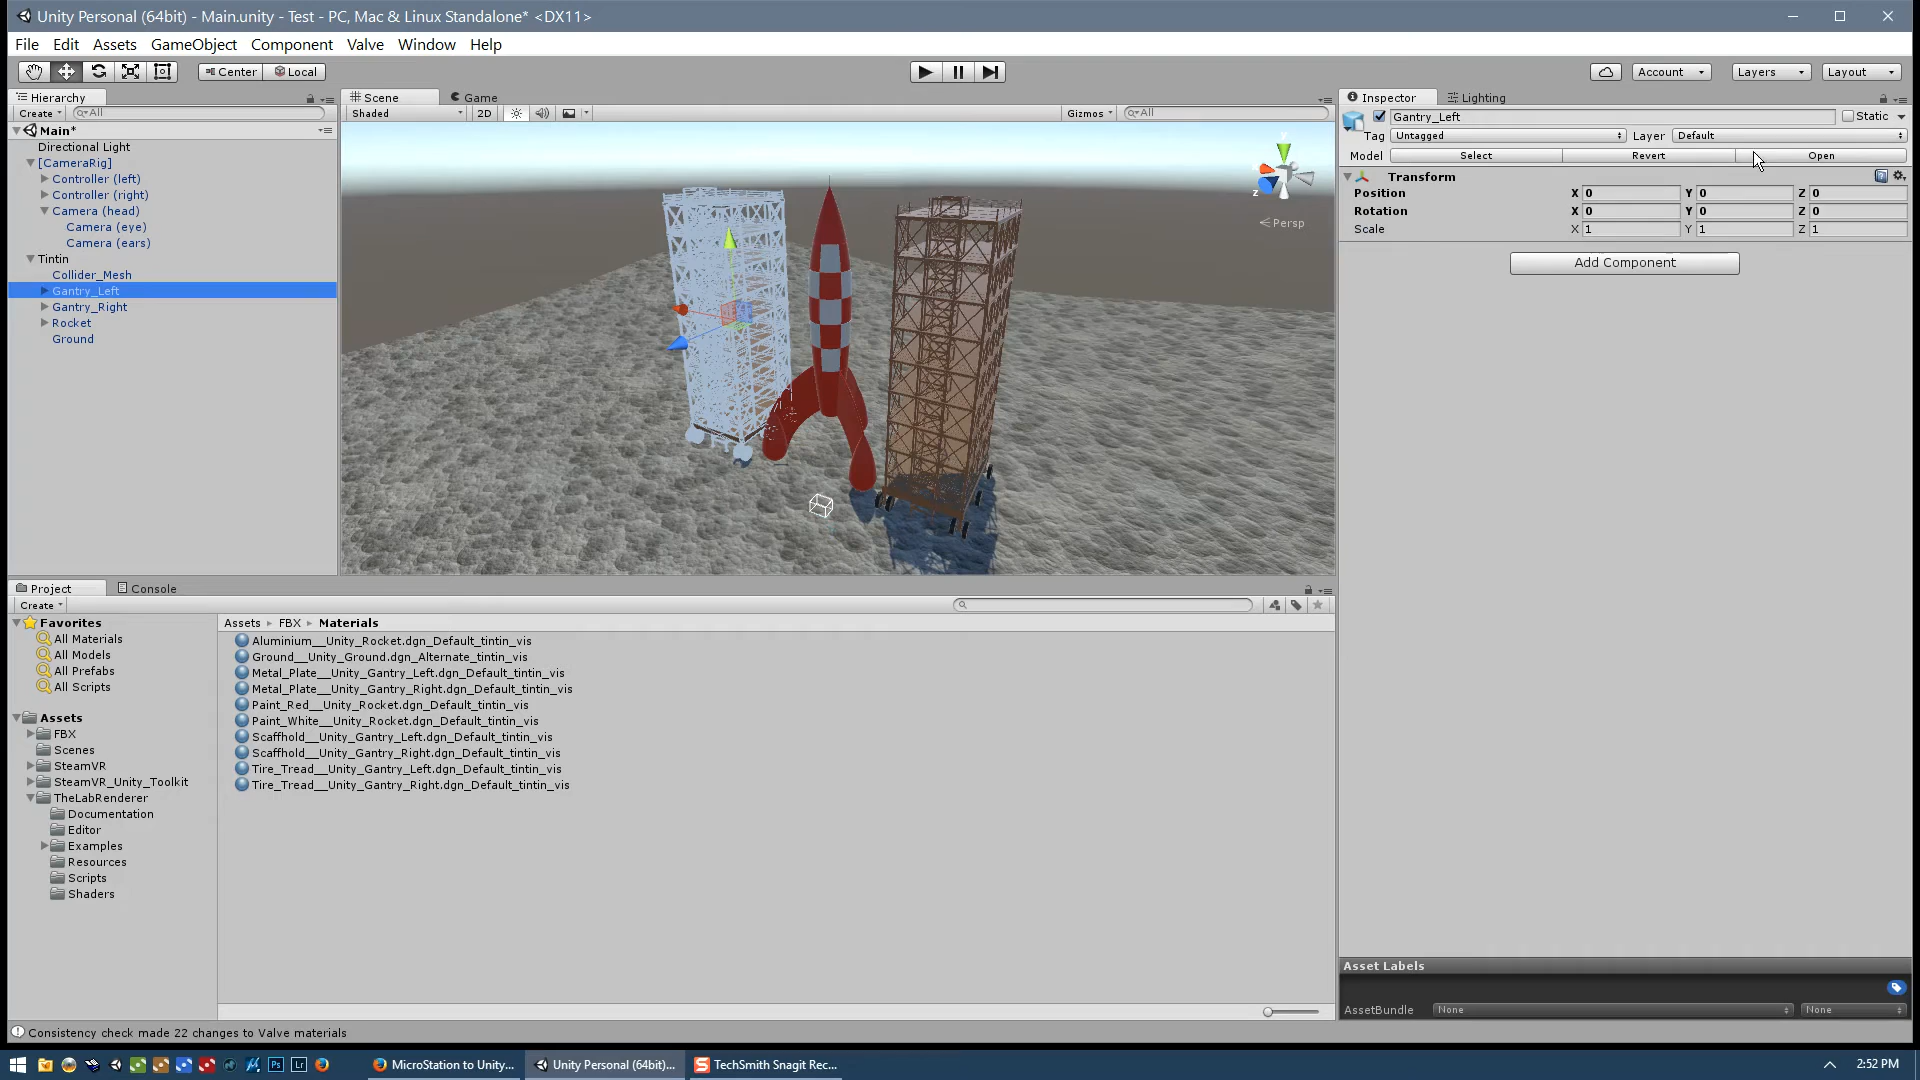 Unity Personal (64bit) - Main.unity - Test - PC, Mac & Linux Standalone* <DX11>
File Edit Assets GameObject Component Valve Window Help
Center Local Account Layers Layout
Hierarchy
Create All
Main*
Directional Light
[CameraRig]
Controller (left)
Controller (right)
Camera (head)
Camera (eye)
Camera (ears)
Tintin
Collider_Mesh
Gantry_Left
Gantry_Right
Rocket
Ground
Scene Game
Shaded 2D Gizmos All
y
z
Persp
Inspector Lighting
Gantry_Left Static
Tag Untagged Layer Default
Model Select Revert Open
Transform
Position X 0 Y 0 Z 0
Rotation X 0 Y 0 Z 0
Scale X 1 Y 1 Z 1
Add Component
Project Console
Create
Favorites
All Materials
All Models
All Prefabs
All Scripts
Assets
FBX
Scenes
SteamVR
SteamVR_Unity_Toolkit
TheLabRenderer
Documentation
Editor
Examples
Resources
Scripts
Shaders
Assets FBX Materials
Aluminium__Unity_Rocket.dgn_Default_tintin_vis
Ground__Unity_Ground.dgn_Alternate_tintin_vis
Metal_Plate__Unity_Gantry_Left.dgn_Default_tintin_vis
Metal_Plate__Unity_Gantry_Right.dgn_Default_tintin_vis
Paint_Red__Unity_Rocket.dgn_Default_tintin_vis
Paint_White__Unity_Rocket.dgn_Default_tintin_vis
Scaffhold__Unity_Gantry_Left.dgn_Default_tintin_vis
Scaffhold__Unity_Gantry_Right.dgn_Default_tintin_vis
Tire_Tread__Unity_Gantry_Left.dgn_Default_tintin_vis
Tire_Tread__Unity_Gantry_Right.dgn_Default_tintin_vis
Asset Labels
AssetBundle None None
Consistency check made 22 changes to Valve materials
Ps Lr MicroStation to Unity... Unity Personal (64bit)... S TechSmith Snagit Rec... 2:52 PM